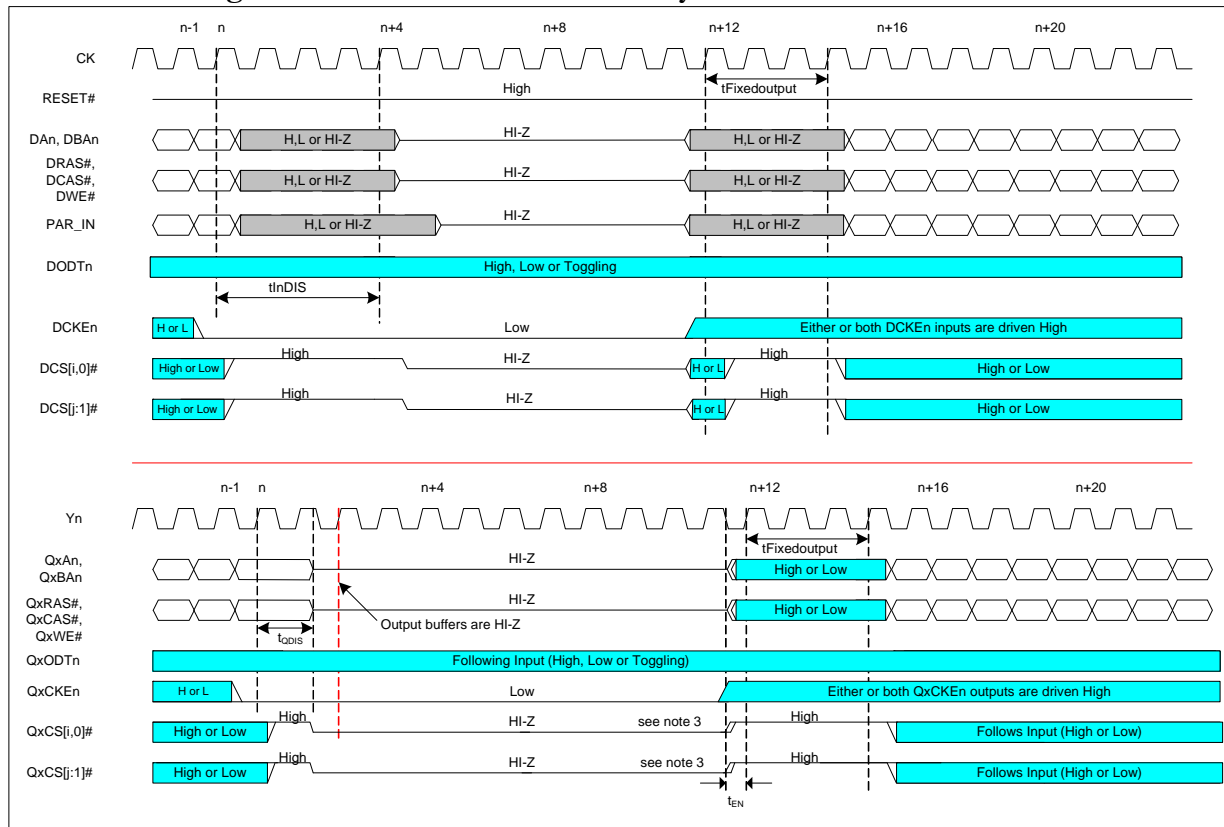 n-1 n n+4 n+8 n+12 n+16 n+20
CK
tFixedoutput
RESET# High
DAn, DBAn H,L or HI-Z HI-Z H,L or HI-Z
DRAS#,
DCAS#, H,L or HI-Z HI-Z H,L or HI-Z
DWE#
PAR_IN H,L or HI-Z HI-Z H,L or HI-Z
DODTn High, Low or Toggling
tInDIS
DCKEn H or L Low Either or both DCKEn inputs are driven High
DCS[i,0]# High or Low High HI-Z H or L High High or Low
DCS[j:1]# High or Low High HI-Z H or L High High or Low
n-1 n n+4 n+8 n+12 n+16 n+20
Yn
tFixedoutput
QxAn,
QxBAn HI-Z High or Low
QxRAS#,
QxCAS#, HI-Z High or Low
QxWE#
tQDIS Output buffers are HI-Z
QxODTn Following Input (High, Low or Toggling)
QxCKEn H or L Low Either or both QxCKEn outputs are driven High
QxCS[i,0]# High or Low High HI-Z see note 3 High Follows Input (High or Low)
QxCS[j:1]# High or Low High HI-Z see note 3 High Follows Input (High or Low)
tEN